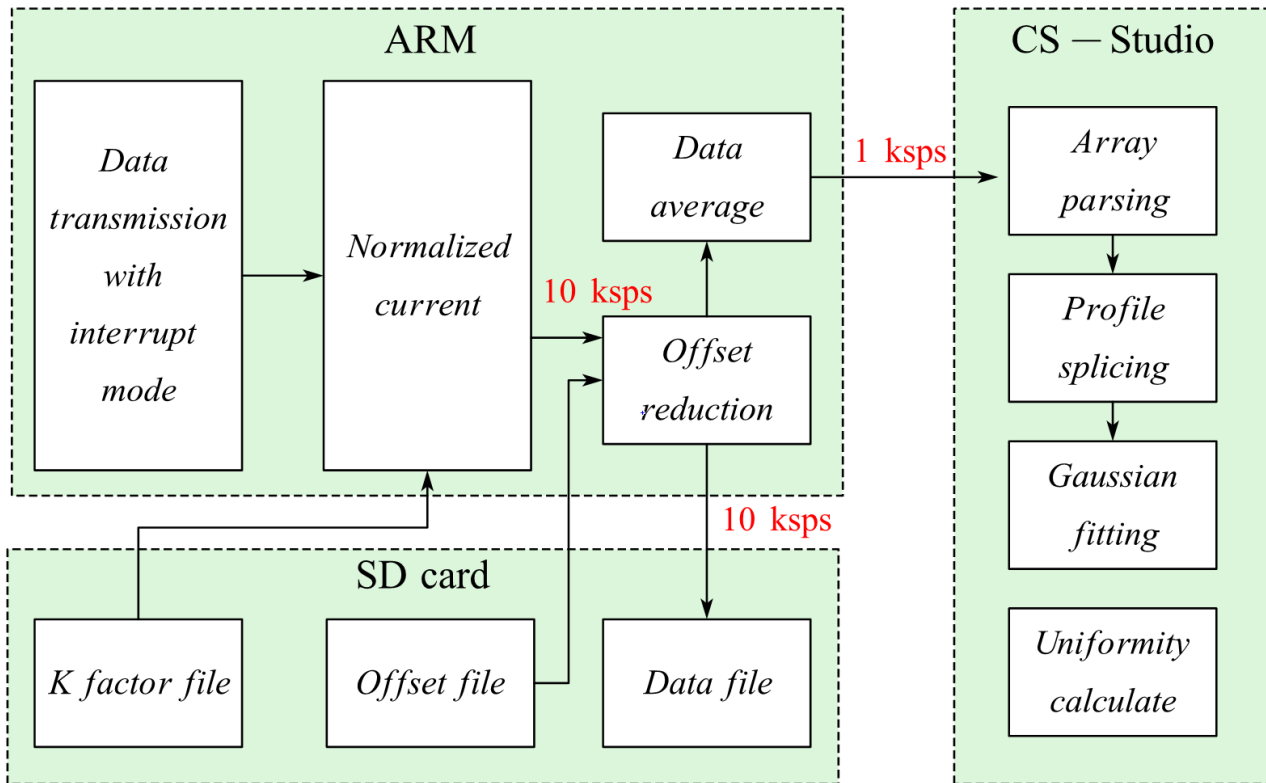 ARM
Data
transmission
with
interrupt
mode
Normalized
current
10 ksps
Data
average
Offset
reduction
1 ksps
10 ksps
SD card
K factor file
Offset file
Data file
CS – Studio
Array
parsing
Profile
splicing
Gaussian
fitting
Uniformity
calculate